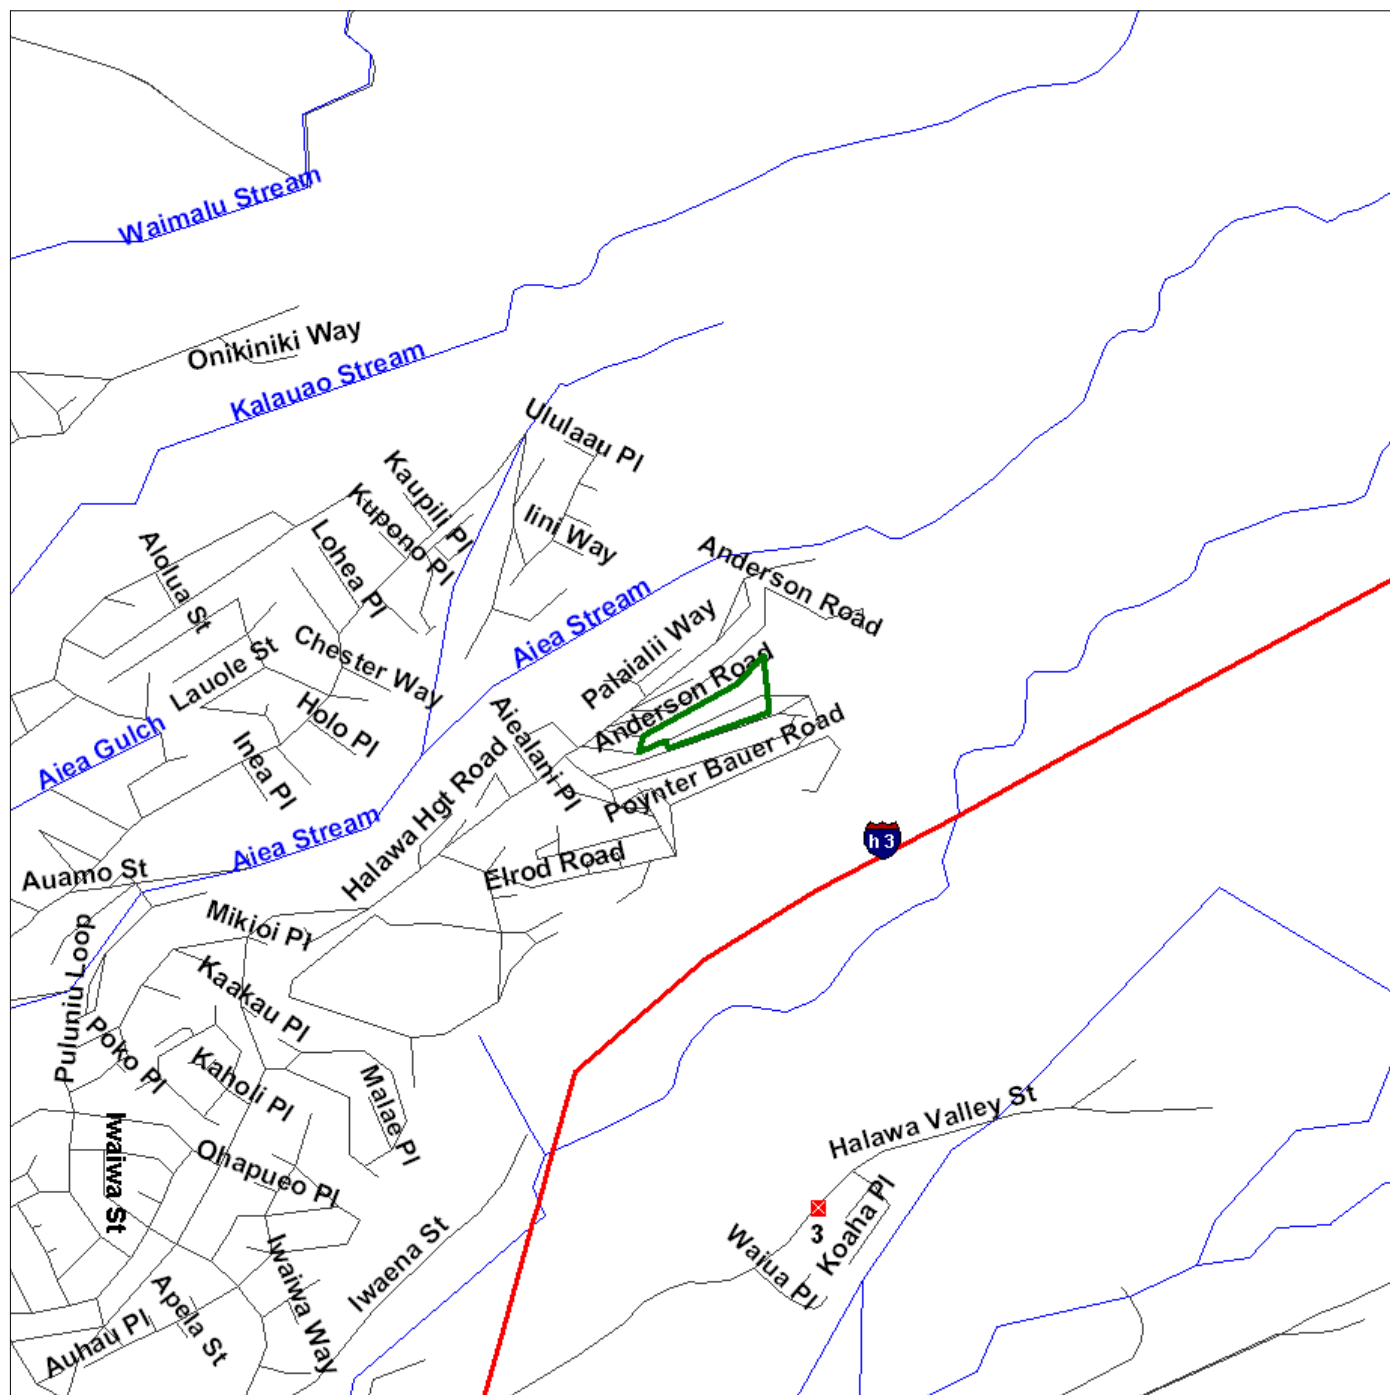 Waimalu Stream
Onikiniki Way
Kalauao Stream
Ululaau Pl
Kaupili Pl
Kupono Pl
Iini Way
Lohea Pl
Alolua St
Anderson Road
Aiea Stream
Palaialii Way
Chester Way
Lauole St
Anderson Road
Holo Pl
Aiealani Pl
Aiea Gulch
Inea Pl
Poynter Bauer Road
Halawa Hgt Road
Aiea Stream
h 3
Auamo St
Elrod Road
Mikioi Pl
Puluniu Loop
Kaakau Pl
Poko Pl
Kaholi Pl
Malae Pl
Halawa Valley St
Iwaiwa St
Ohapueo Pl
Koaha Pl
3
Waiua Pl
Iwaena St
Iwaiwa Way
Apela St
Auhau Pl